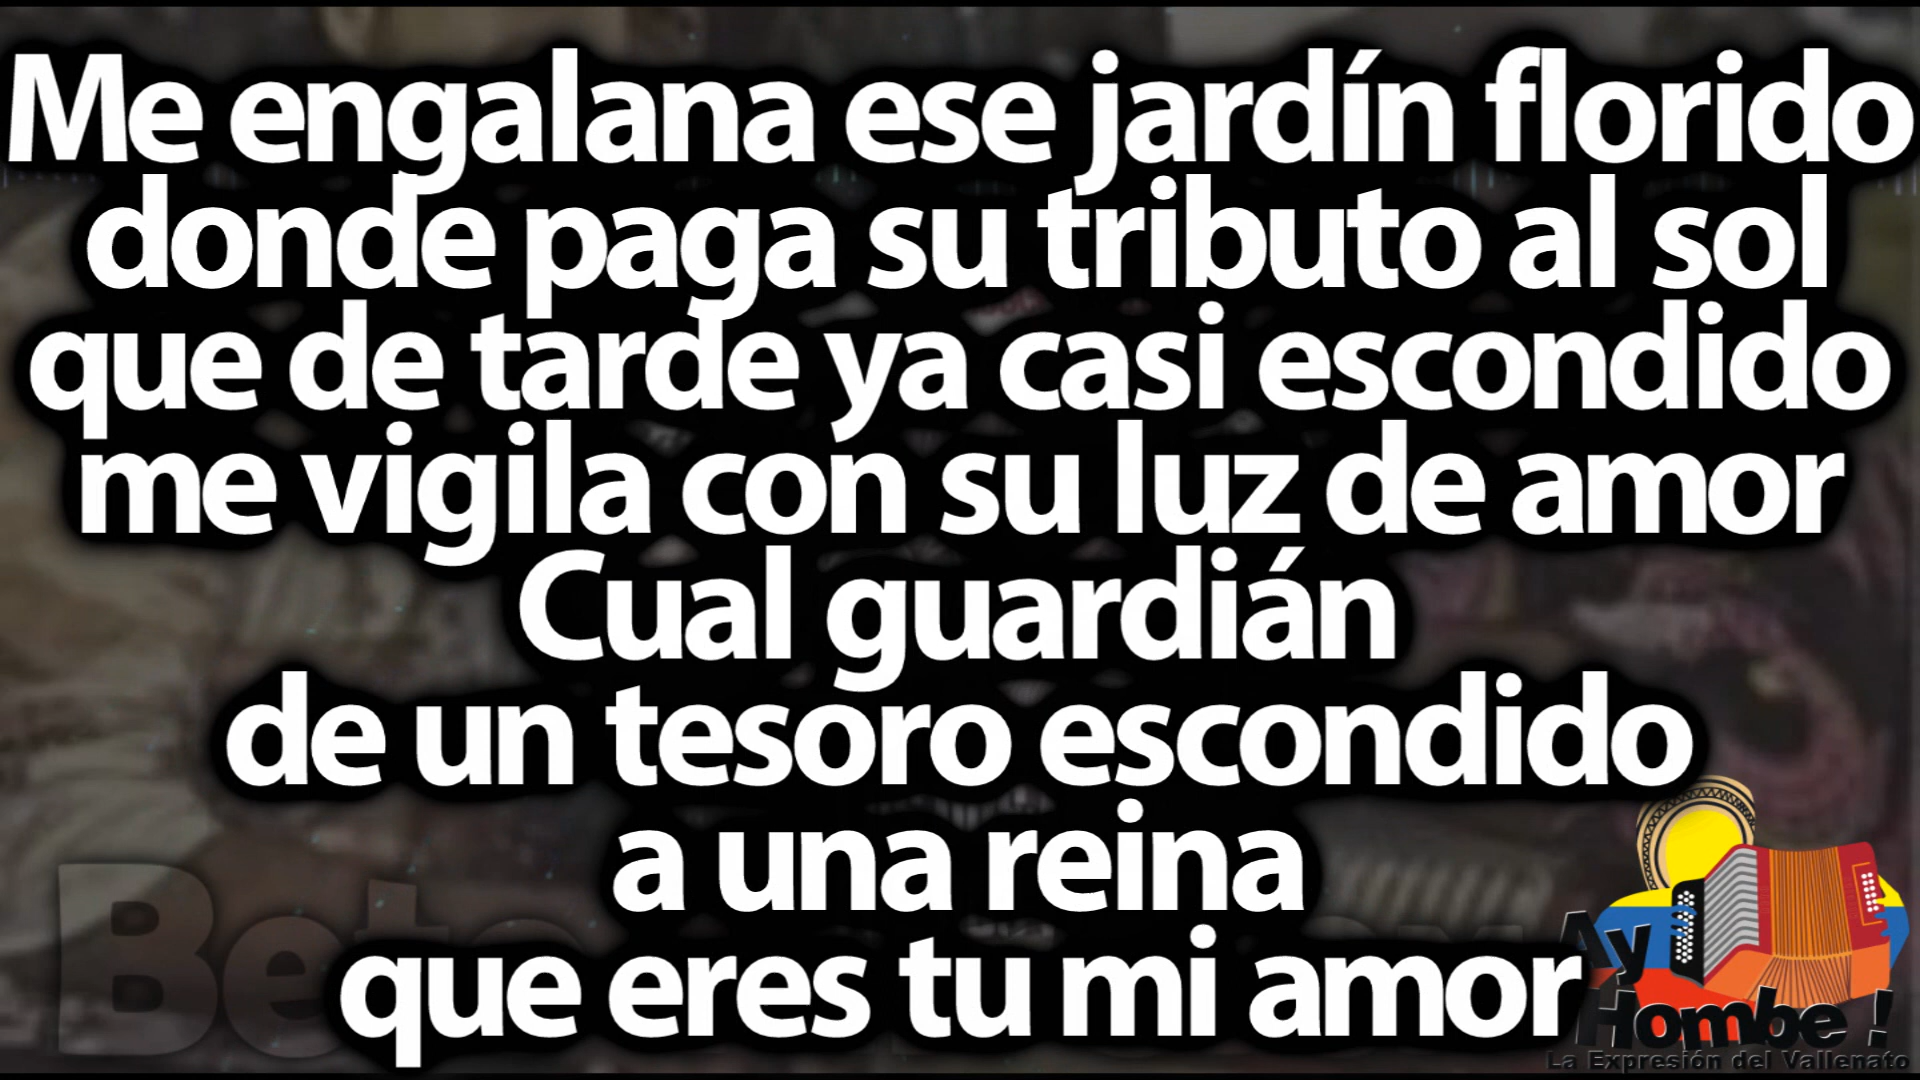 Me engalana ese jardín florido
donde paga su tributo al sol
que de tarde ya casi escondido
me vigila con su luz de amor
Cual guardián
de un tesoro escondido
a una reina
que eres tu mi amor
Ay
Hombe !
La Expresión del Vallenato